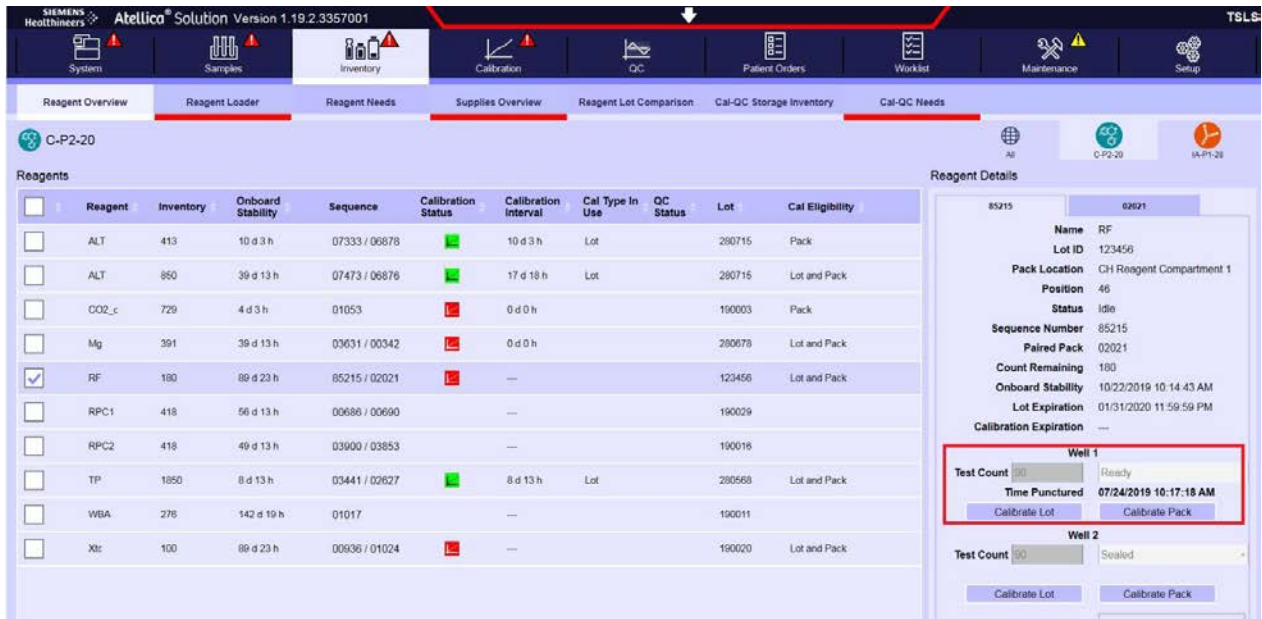 SIEMENS Healthineers Atellica® Solution Version 1.19.2.3357001 TSLS
System Samples Inventory Calibration QC Patient Orders Worklist Maintenance Setup
Reagent Overview Reagent Loader Reagent Needs Supplies Overview Reagent Lot Comparison Cal-QC Storage Inventory Cal-QC Needs
C-P2-20
All C-P2-20 IA-P1-28
Reagents
Reagent Inventory Onboard Stability Sequence Calibration Status Calibration Interval Cal Type In Use QC Status Lot Cal Eligibility
ALT 413 10 d 3 h 07333 / 06878 10 d 3 h Lot 280715 Pack
ALT 850 39 d 13 h 07473 / 06876 17 d 18 h Lot 280715 Lot and Pack
CO2_c 729 4 d 3 h 01053 0 d 0 h 190003 Pack
Mg 391 39 d 13 h 03631 / 00342 0 d 0 h 280678 Lot and Pack
RF 180 89 d 23 h 85215 / 02021 --- 123456 Lot and Pack
RPC1 418 56 d 13 h 00686 / 00690 --- 190029
RPC2 418 49 d 13 h 03900 / 03853 --- 190016
TP 1850 8 d 13 h 03441 / 02627 8 d 13 h Lot 280568 Lot and Pack
WBA 276 142 d 19 h 01017 --- 190011
Xtc 100 89 d 23 h 00936 / 01024 --- 190020 Lot and Pack
Reagent Details
85215 02021
Name RF
Lot ID 123456
Pack Location CH Reagent Compartment 1
Position 46
Status Idle
Sequence Number 85215
Paired Pack 02021
Count Remaining 180
Onboard Stability 10/22/2019 10:14:43 AM
Lot Expiration 01/31/2020 11:59:59 PM
Calibration Expiration ---
Well 1
Test Count 90 Ready
Time Punctured 07/24/2019 10:17:18 AM
Calibrate Lot Calibrate Pack
Well 2
Test Count 90 Sealed
Calibrate Lot Calibrate Pack